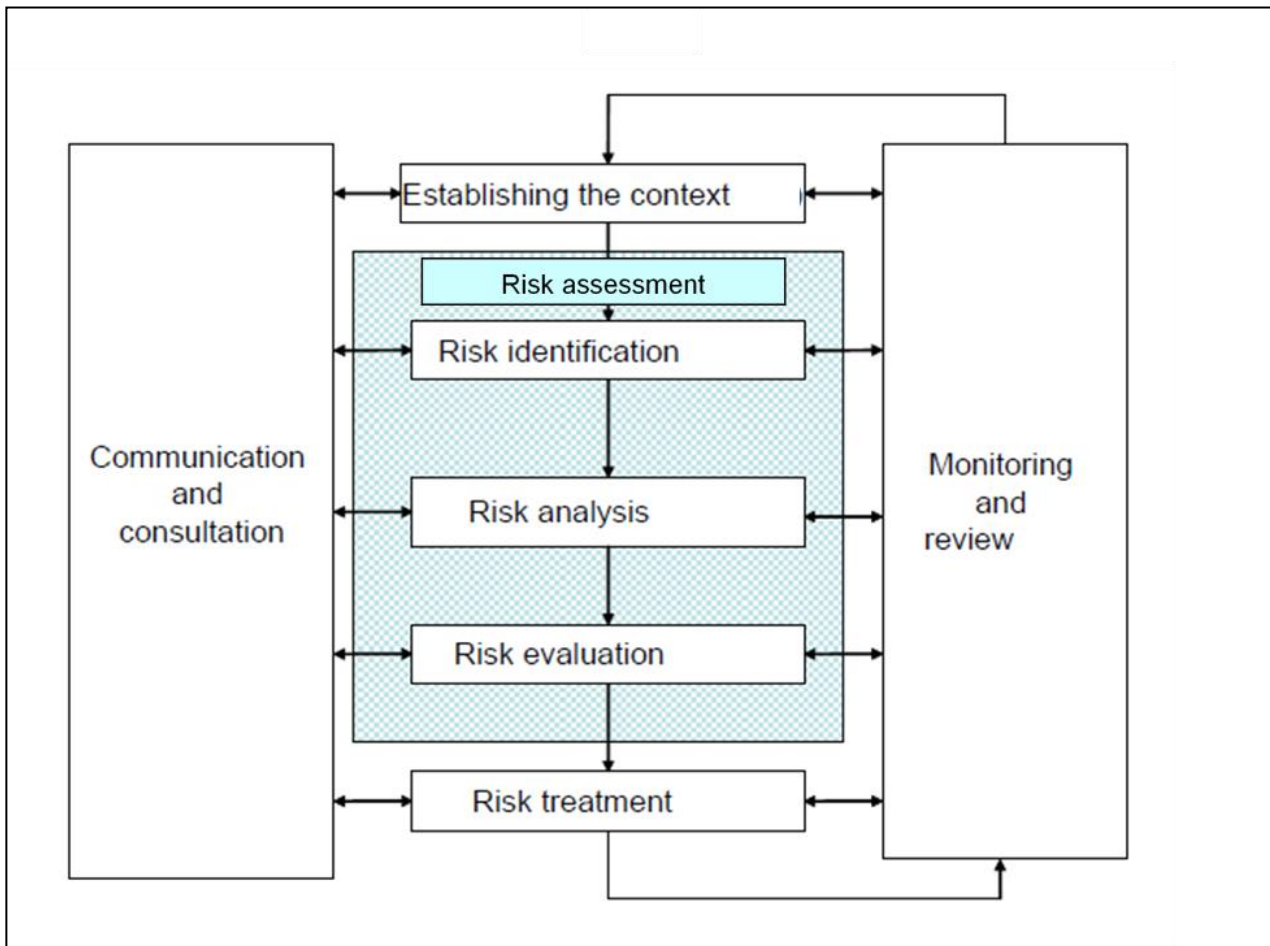 Establishing the context
Risk assessment
Risk identification
Communication
and
consultation
Risk analysis
Monitoring
and
review
Risk evaluation
Risk treatment